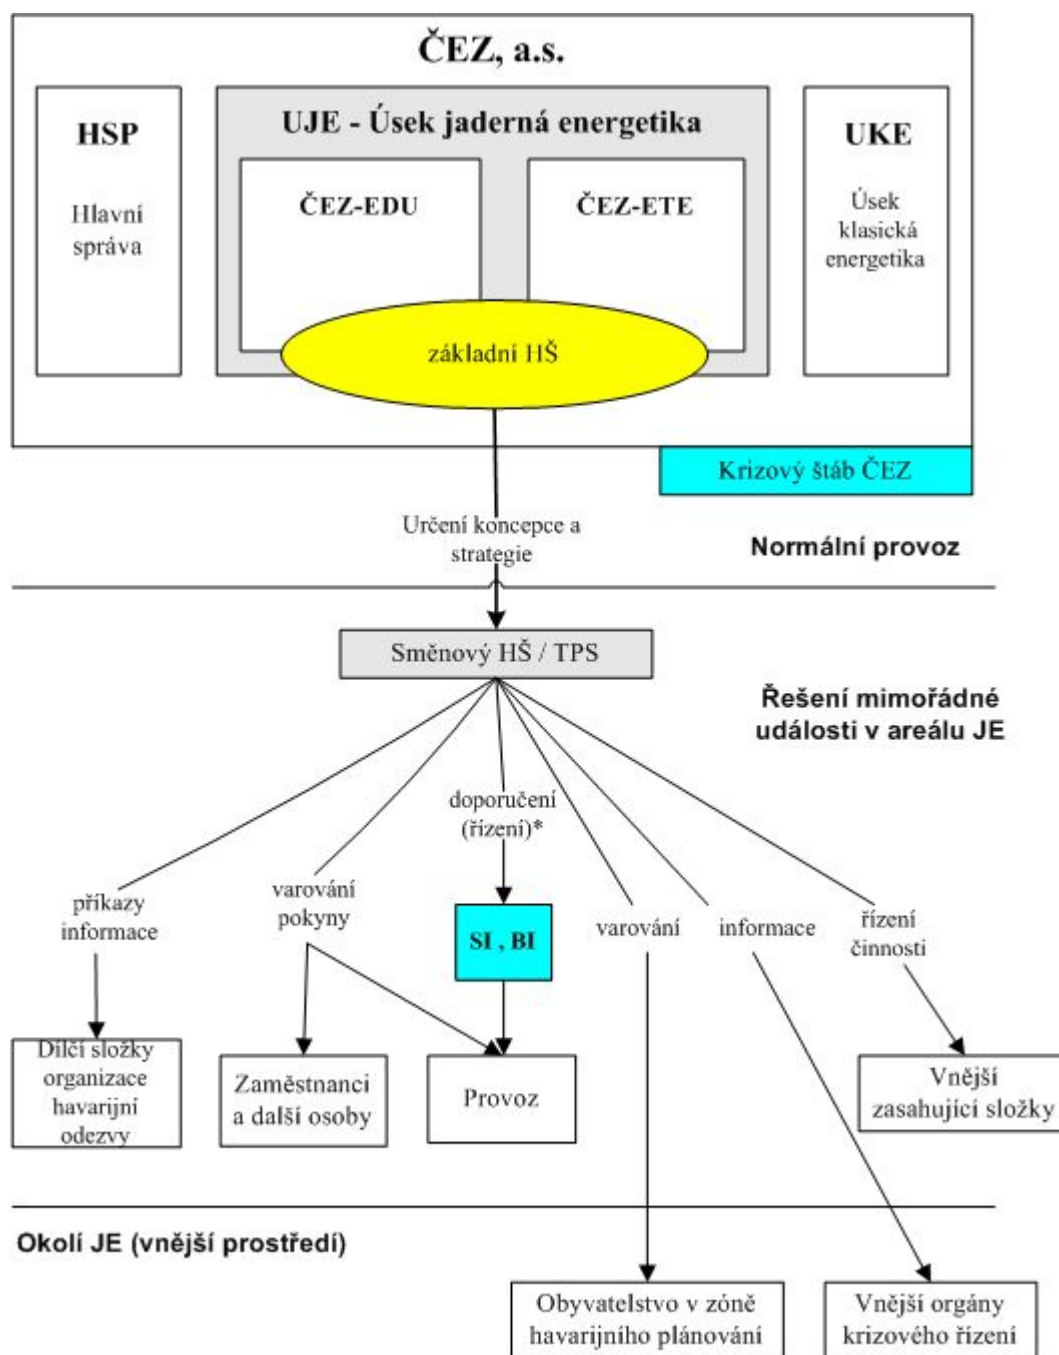 ČEZ, a.s.
HSP
Hlavní
správa
UJE - Úsek jaderná energetika
ČEZ-EDU
ČEZ-ETE
UKE
Úsek
klasická
energetika
základní HŠ
Krizový štáb ČEZ
Určení koncepce a
strategie
Normální provoz
Směnový HŠ / TPS
Řešení mimořádné
události v areálu JE
doporučení
(řízení)*
příkazy
informace
varování
pokyny
SI , BI
varování
informace
řízení
činnosti
Dílčí složky
organizace
havarijní
odezvy
Zaměstnanci
a další osoby
Provoz
Vnější
zasahující složky
Okolí JE (vnější prostředí)
Obyvatelstvo v zóně
havarijního plánování
Vnější orgány
krizového řízení